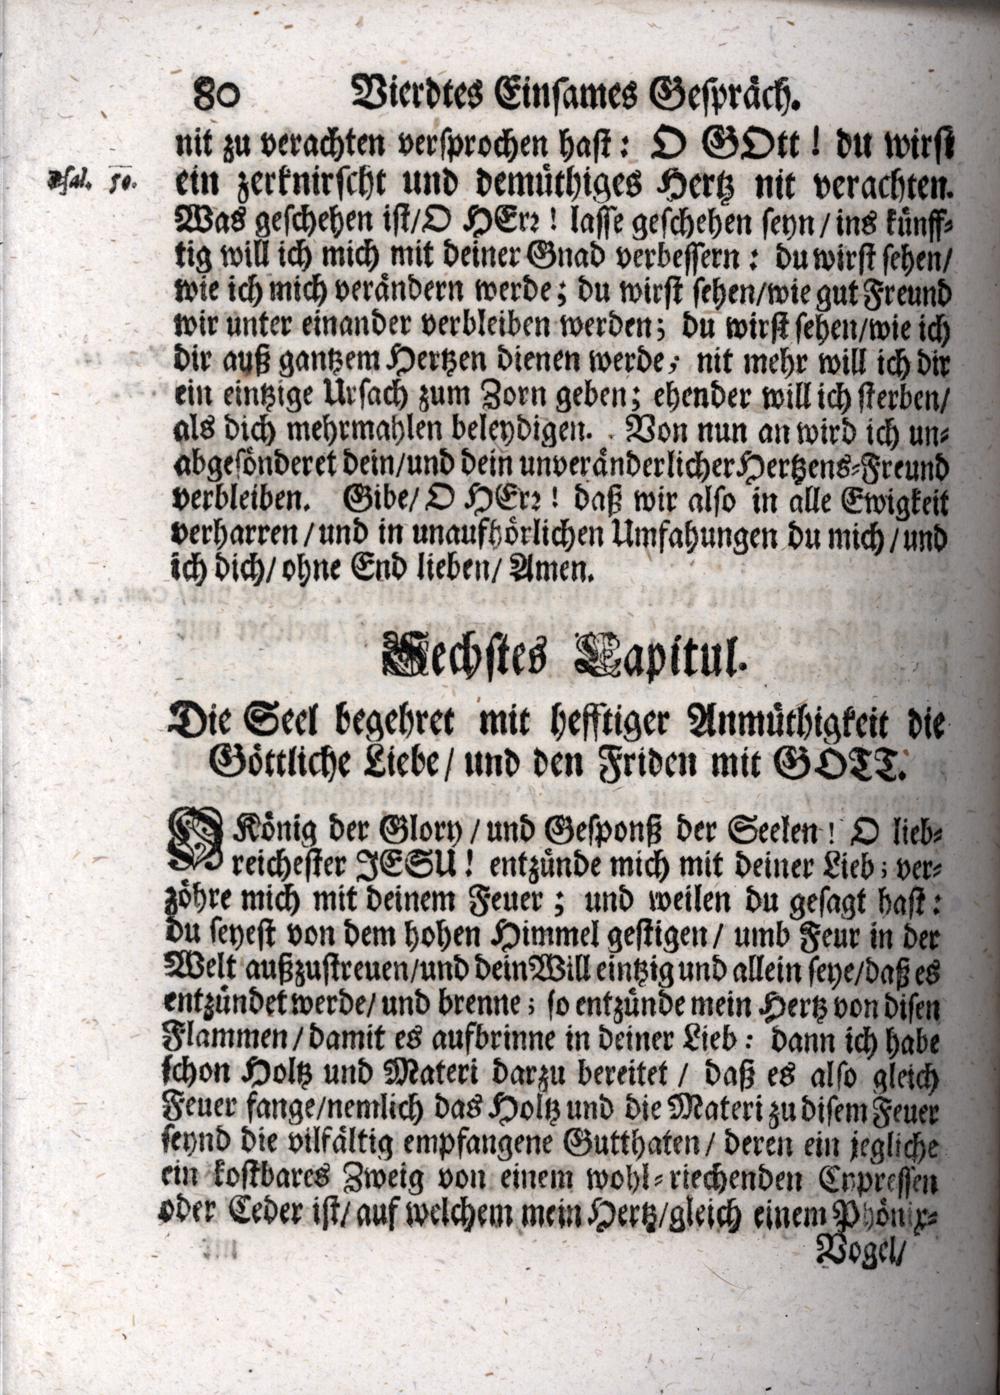 80 Vierdtes Einsames Gespräch.
nit zu verachten versprochen hast: O GOtt! du wirst
Psal. 50.
ein zerknirscht und demüthiges Hertz nit verachten.
Was geschehen ist/O HErr! lasse geschehen seyn/ins künff-
tig will ich mich mit deiner Gnad verbessern: du wirst sehen/
wie ich mich verändern werde; du wirst sehen/wie gut Freund
wir unter einander verbleiben werden; du wirst sehen/wie ich
dir auß gantzem Hertzen dienen werde; nit mehr will ich dir
ein eintzige Ursach zum Zorn geben; ehender will ich sterben/
als dich mehrmahlen beleydigen. Von nun an wird ich un-
abgesönderet dein/und dein unveränderlicher Hertzens-Freund
verbleiben. Gibe/O HErr! daß wir also in alle Ewigkeit
verharren/und in unaufhörlichen Umfahungen du mich/und
ich dich/ohne End lieben/Amen.
Sechstes Capitul.
Die Seel begehret mit hefftiger Anmüthigkeit die
Göttliche Liebe/und den Friden mit GOTT.
O König der Glory/und Gesponß der Seelen! O lieb-
reichester JESU! entzünde mich mit deiner Lieb; ver-
zöhre mich mit deinem Feuer; und weilen du gesagt hast:
du seyest von dem hohen Himmel gestigen/umb Feur in der
Welt außzustreuen/und dein Will eintzig und allein seye/daß es
entzündet werde/und brenne; so entzünde mein Hertz von disen
Flammen/damit es aufbrinne in deiner Lieb: dann ich habe
schon Holtz und Materi darzu bereitet/daß es also gleich
Feuer fange/nemlich das Holtz und die Materi zu disem Feuer
seynd die vilfältig empfangene Gutthaten/deren ein jegliche
ein kostbares Zweig von einem wohl-riechenden Cypressen
oder Ceder ist/auf welchem mein Hertz/gleich einem Phönix-
Vogel/